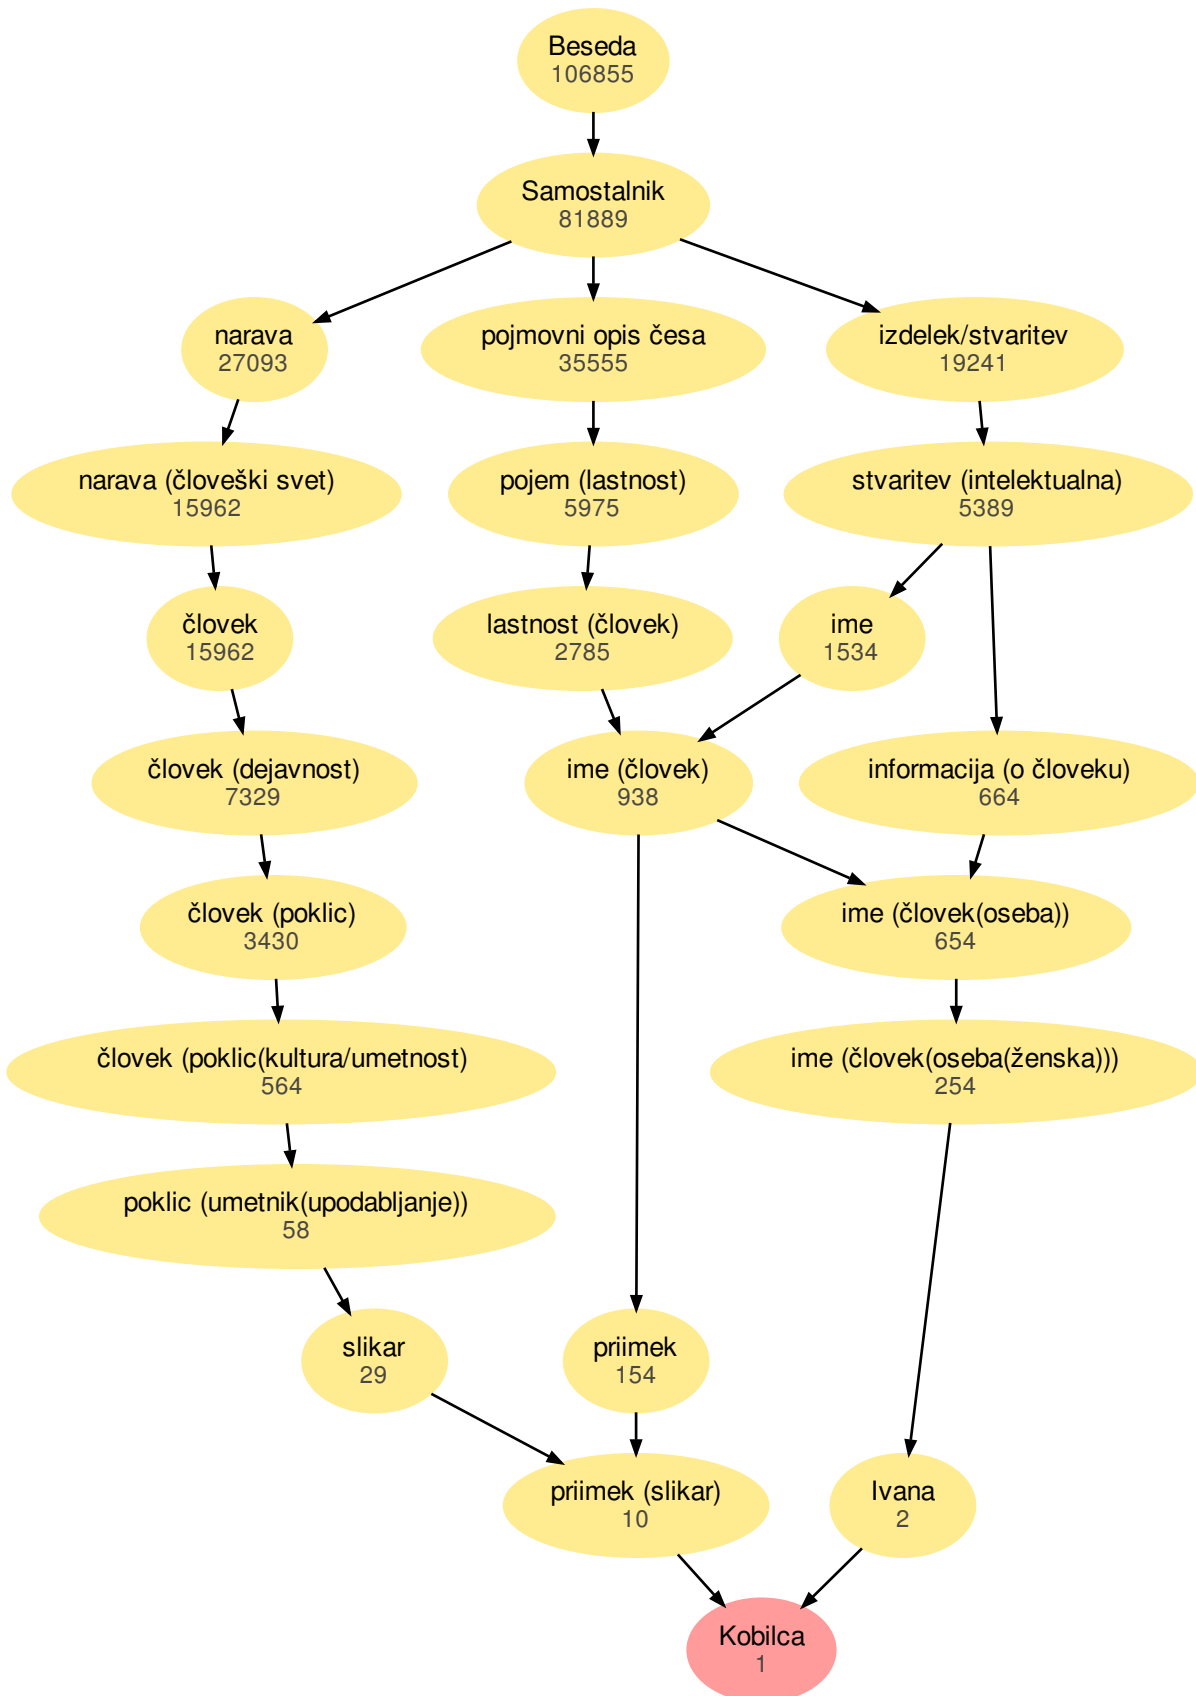 Beseda
106855
Samostalnik
81889
narava
27093
pojmovni opis česa
35555
izdelek/stvaritev
19241
narava (človeški svet)
15962
pojem (lastnost)
5975
stvaritev (intelektualna)
5389
človek
15962
lastnost (človek)
2785
ime
1534
človek (dejavnost)
7329
ime (človek)
938
informacija (o človeku)
664
človek (poklic)
3430
ime (človek(oseba))
654
človek (poklic(kultura/umetnost)
564
ime (človek(oseba(ženska)))
254
poklic (umetnik(upodabljanje))
58
slikar
29
priimek
154
priimek (slikar)
10
Ivana
2
Kobilca
1